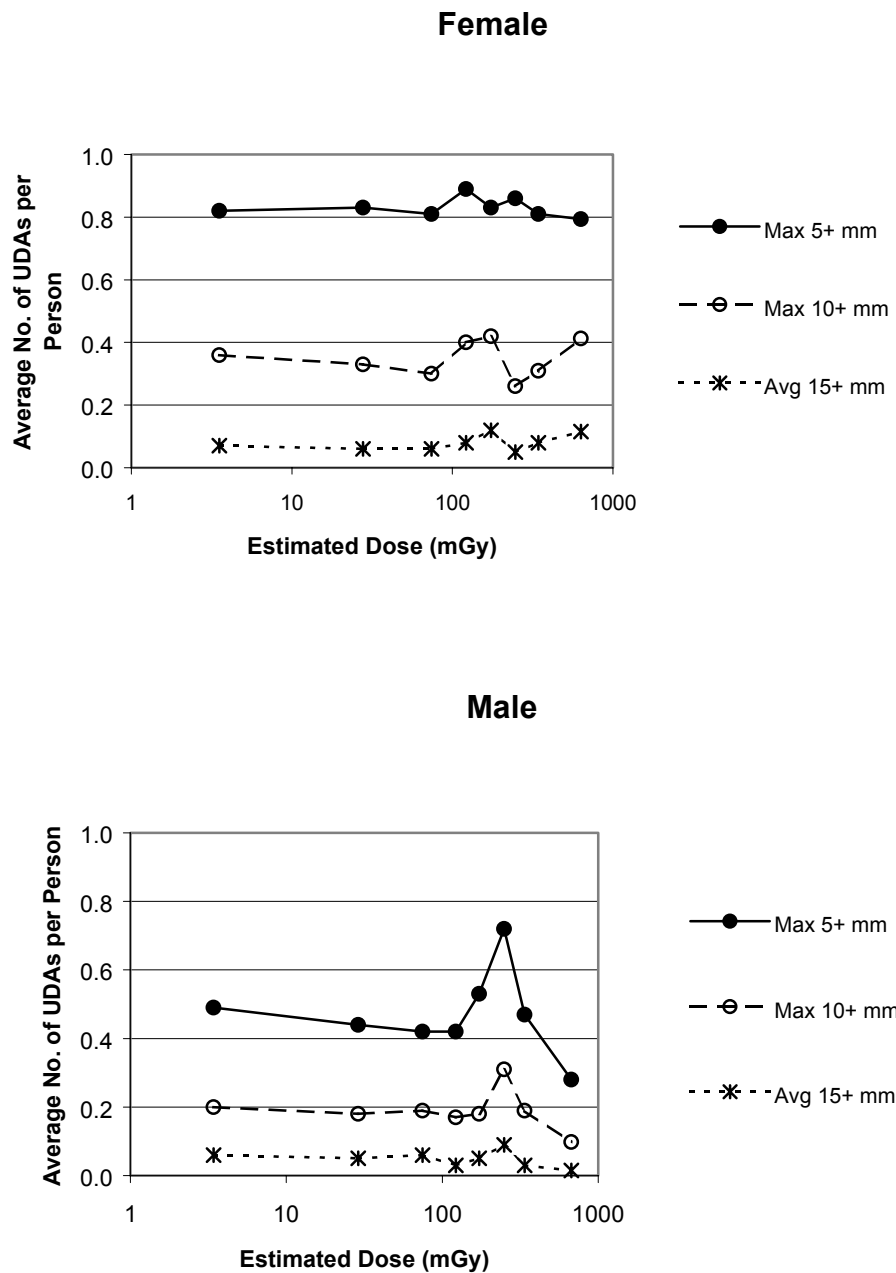 Female
1.0
0.8
0.6
0.4
0.2
0.0
Average No. of UDAs per
Person
1 10 100 1000
Estimated Dose (mGy)
Max 5+ mm
Max 10+ mm
Avg 15+ mm
Male
1.0
0.8
0.6
0.4
0.2
0.0
Average No. of UDAs per Person
1 10 100 1000
Estimated Dose (mGy)
Max 5+ mm
Max 10+ mm
Avg 15+ mm